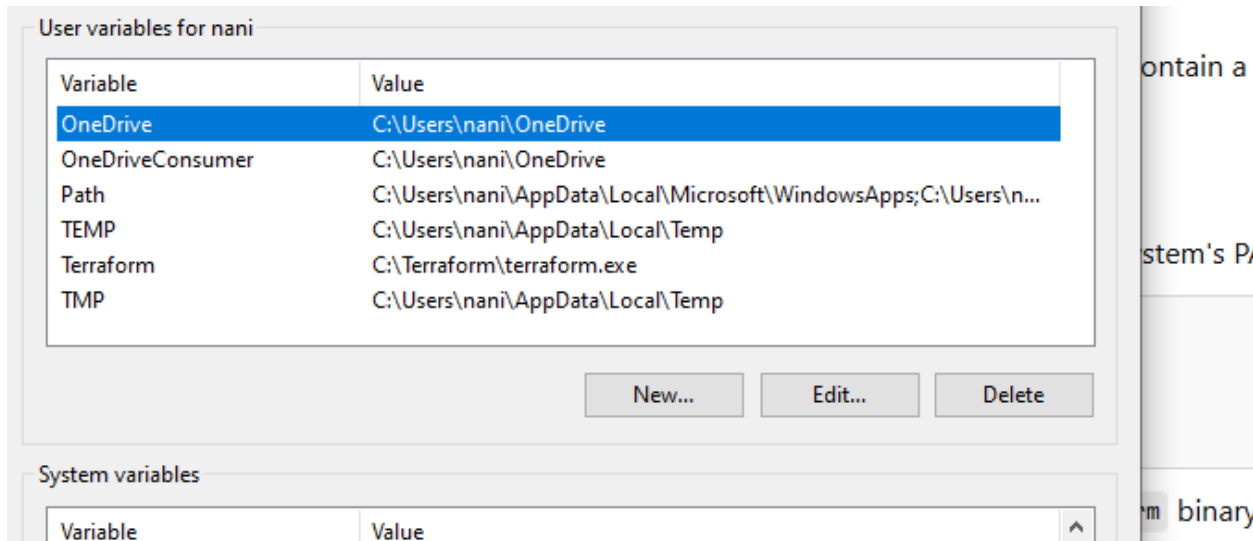 User variables for nani
ontain a
Variable Value
OneDrive C:\Users\nani\OneDrive
OneDriveConsumer C:\Users\nani\OneDrive
Path C:\Users\nani\AppData\Local\Microsoft\WindowsApps;C:\Users\n...
TEMP C:\Users\nani\AppData\Local\Temp
Terraform C:\Terraform\terraform.exe
stem's PA
TMP C:\Users\nani\AppData\Local\Temp
New... Edit... Delete
System variables
Variable Value
rm binary